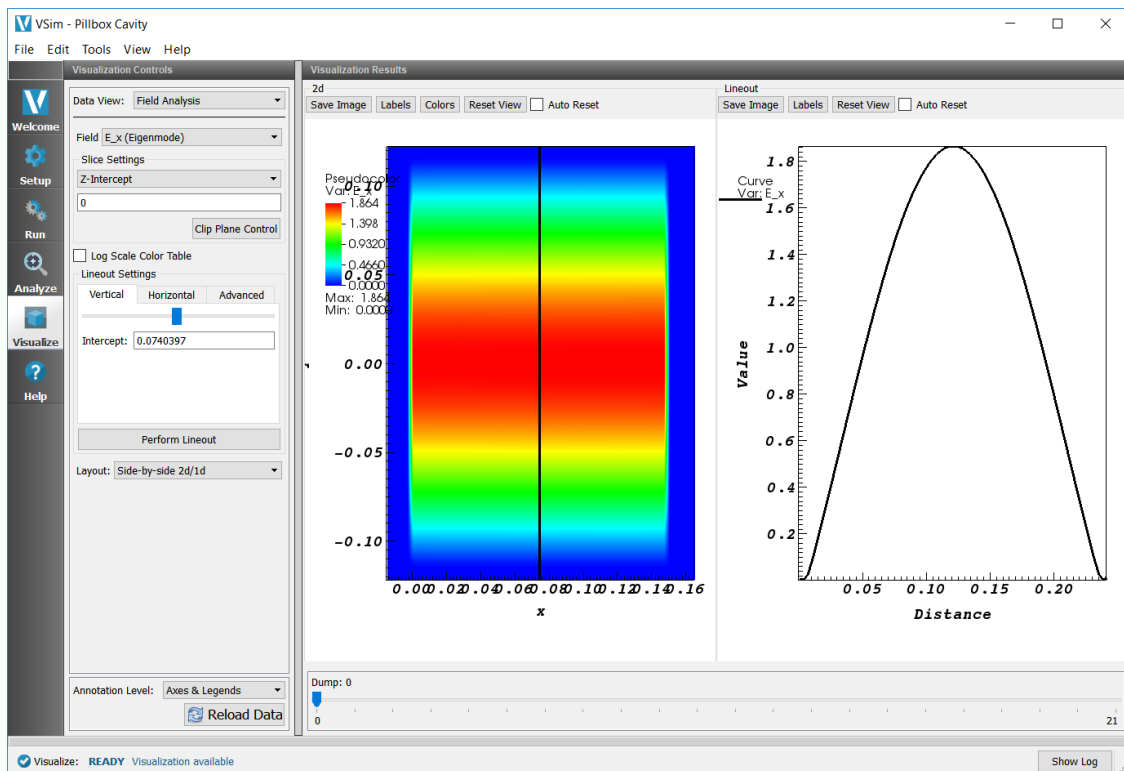 VSim - Pillbox Cavity
File Edit Tools View Help
Visualization Controls
Visualization Results
Welcome
Setup
Run
Analyze
Visualize
Help
Data View: Field Analysis
Field E_x (Eigenmode)
Slice Settings
Z-Intercept
0
Clip Plane Control
Log Scale Color Table
Lineout Settings
Vertical Horizontal Advanced
Intercept: 0.0740397
Perform Lineout
Layout: Side-by-side 2d/1d
Annotation Level: Axes & Legends
Reload Data
2d
Save Image Labels Colors Reset View Auto Reset
Pseudocolor
Var: E_x
1.864
1.398
0.9320
0.4660
0.0000
Max: 1.864
Min: 0.0000
0.10
0.05
0.00
-0.05
-0.10
0.00 0.02 0.04 0.06 0.08 0.10 0.12 0.14 0.16
x
Lineout
Save Image Labels Reset View Auto Reset
Curve
Var: E_x
1.8
1.6
1.4
1.2
1.0
0.8
0.6
0.4
0.2
Value
0.05 0.10 0.15 0.20
Distance
Dump: 0
0 21
Visualize: READY Visualization available
Show Log